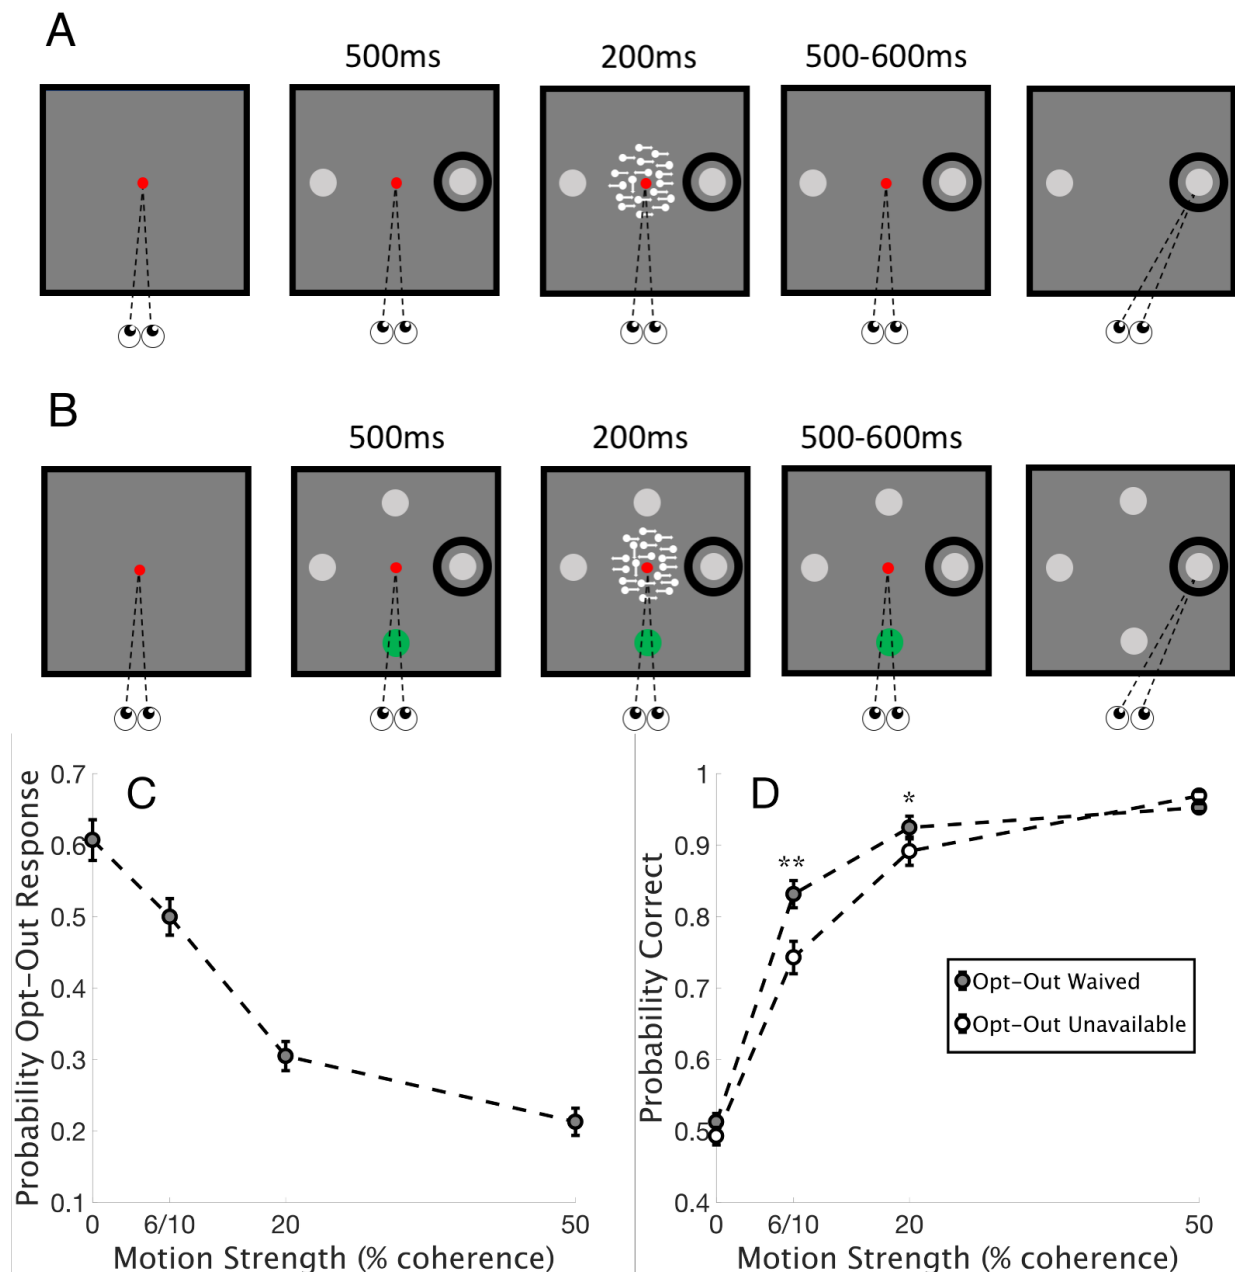 A
500ms 200ms 500-600ms
B
500ms 200ms 500-600ms
C
Probability Opt-Out Response
0.7
0.6
0.5
0.4
0.3
0.2
0.1
0 6/10 20 50
Motion Strength (% coherence)
D
Probability Correct
1
0.9
0.8
0.7
0.6
0.5
0.4
** *
Opt-Out Waived
Opt-Out Unavailable
0 6/10 20 50
Motion Strength (% coherence)